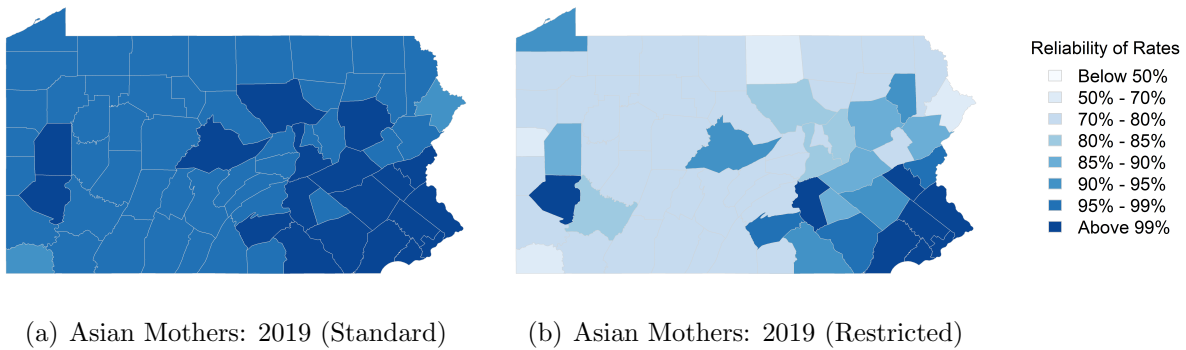 Reliability of Rates
Below 50%
50% - 70%
70% - 80%
80% - 85%
85% - 90%
90% - 95%
95% - 99%
Above 99%
(a) Asian Mothers: 2019 (Standard)
(b) Asian Mothers: 2019 (Restricted)